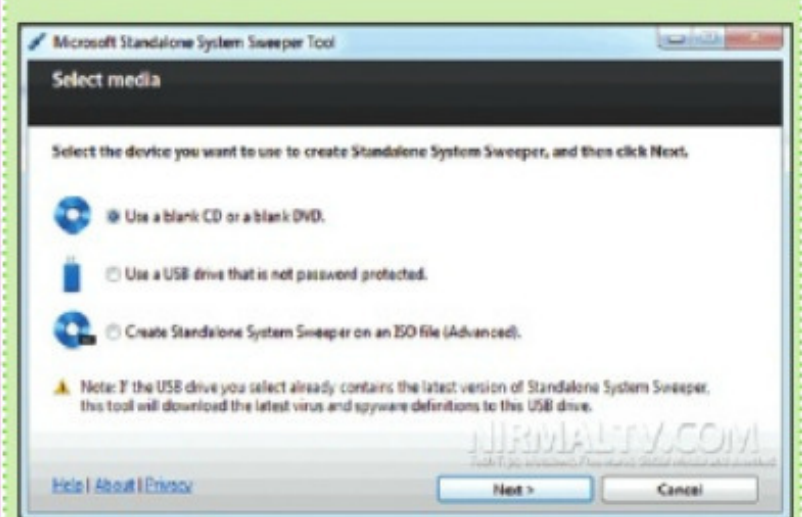 Microsoft Standalone System Sweeper Tool
Select media
Select the device you want to use to create Standalone System Sweeper, and then click Next.
Use a blank CD or a blank DVD.
Use a USB drive that is not password protected.
Create Standalone System Sweeper on an ISO file (Advanced).
Note: If the USB drive you select already contains the latest version of Standalone System Sweeper,
this tool will download the latest virus and spyware definitions to this USB drive.
NIRMALTV.COM
Help | About | Privacy
Next >
Cancel